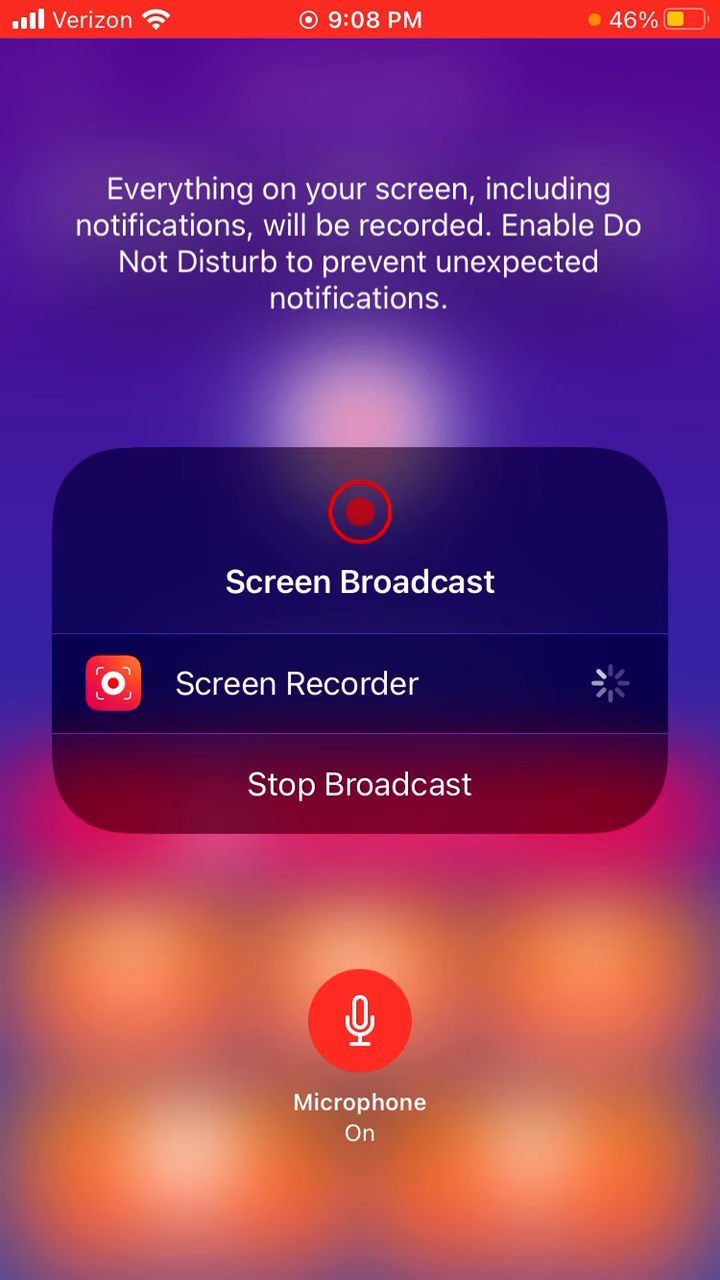 Verizon 9:08 PM 46%
Everything on your screen, including
notifications, will be recorded. Enable Do
Not Disturb to prevent unexpected
notifications.
Screen Broadcast
Screen Recorder
Stop Broadcast
Microphone
On